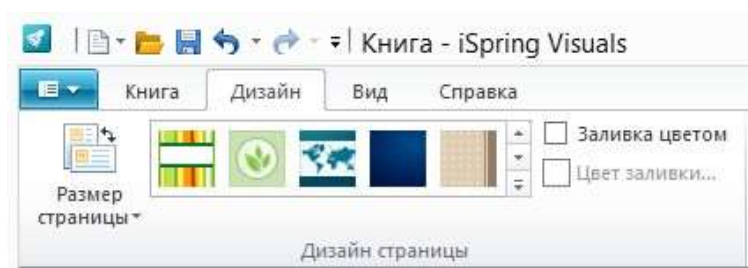 Книга - iSpring Visuals
Книга Дизайн Вид Справка
Размер
страницы
Заливка цветом
Цвет заливки...
Дизайн страницы